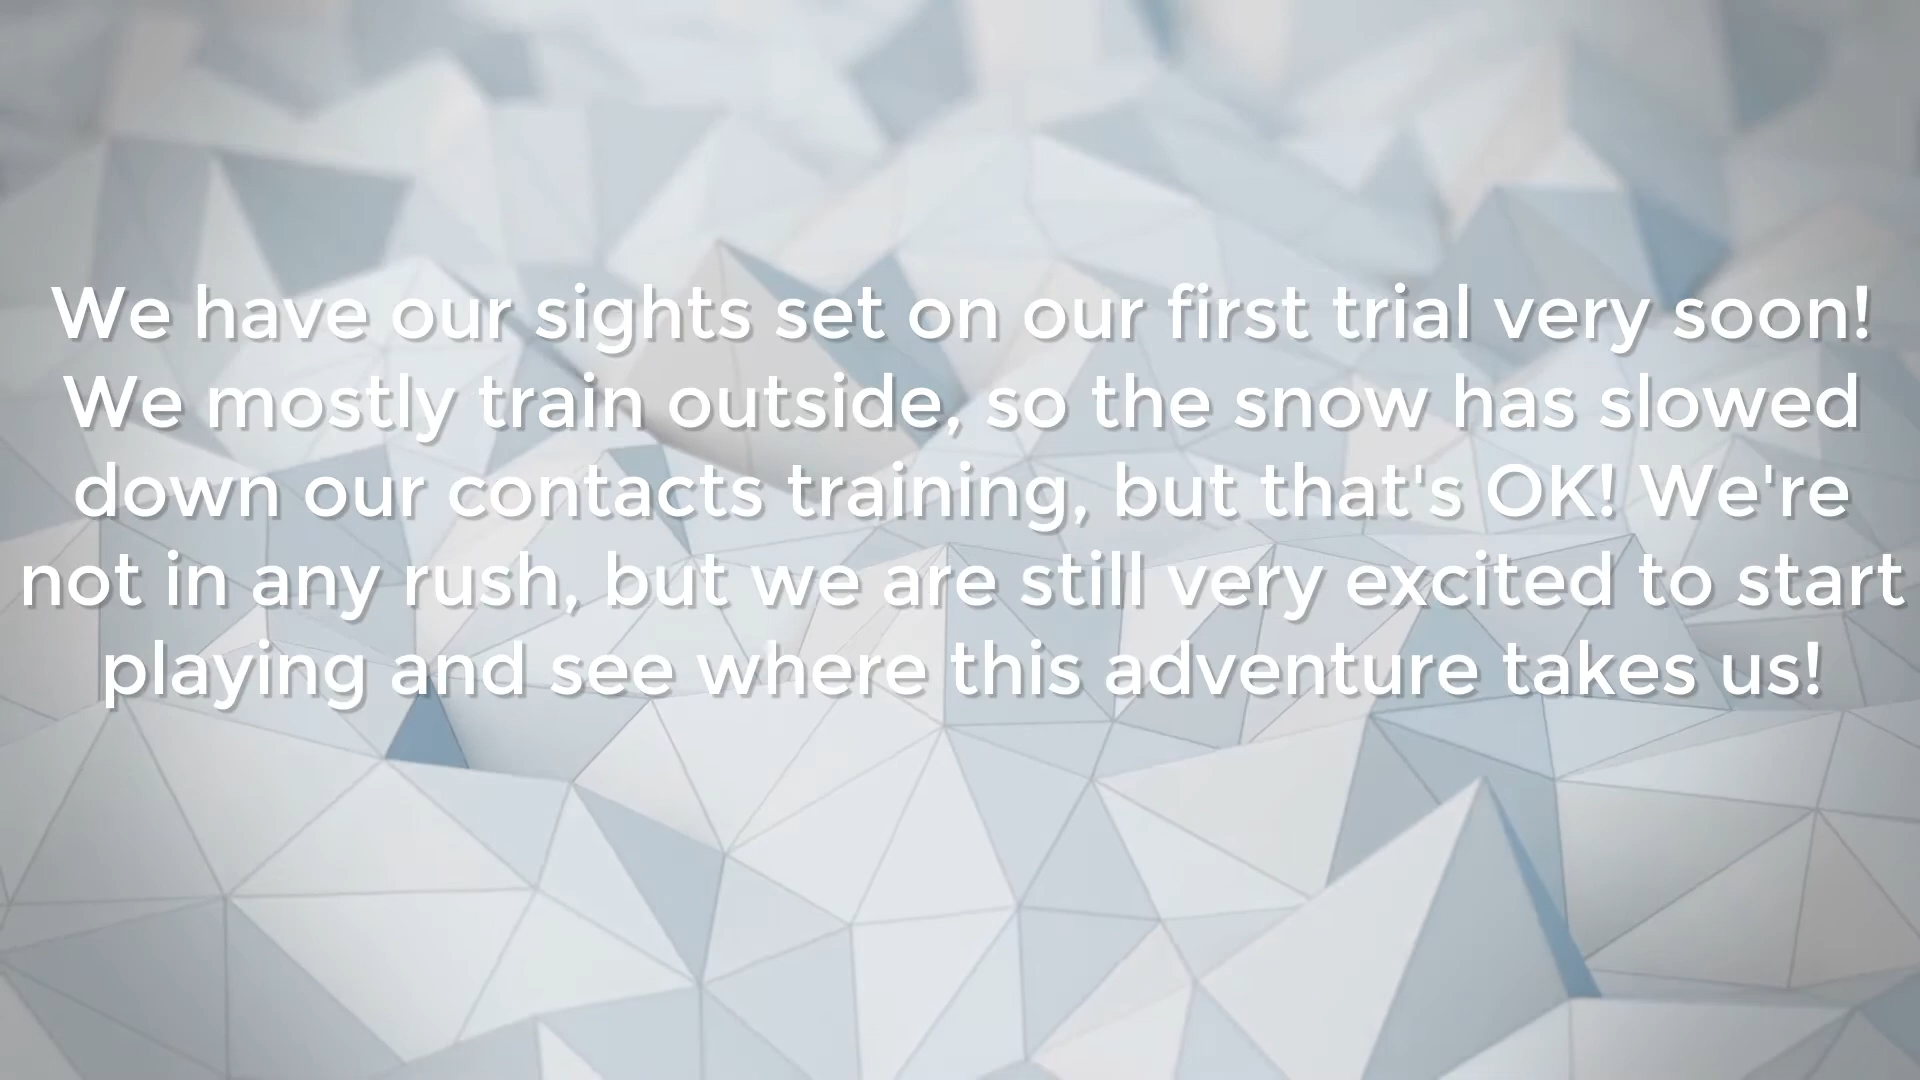 We have our sights set on our first trial very soon!
We mostly train outside, so the snow has slowed
down our contacts training, but that's OK! We're
not in any rush, but we are still very excited to start
playing and see where this adventure takes us!